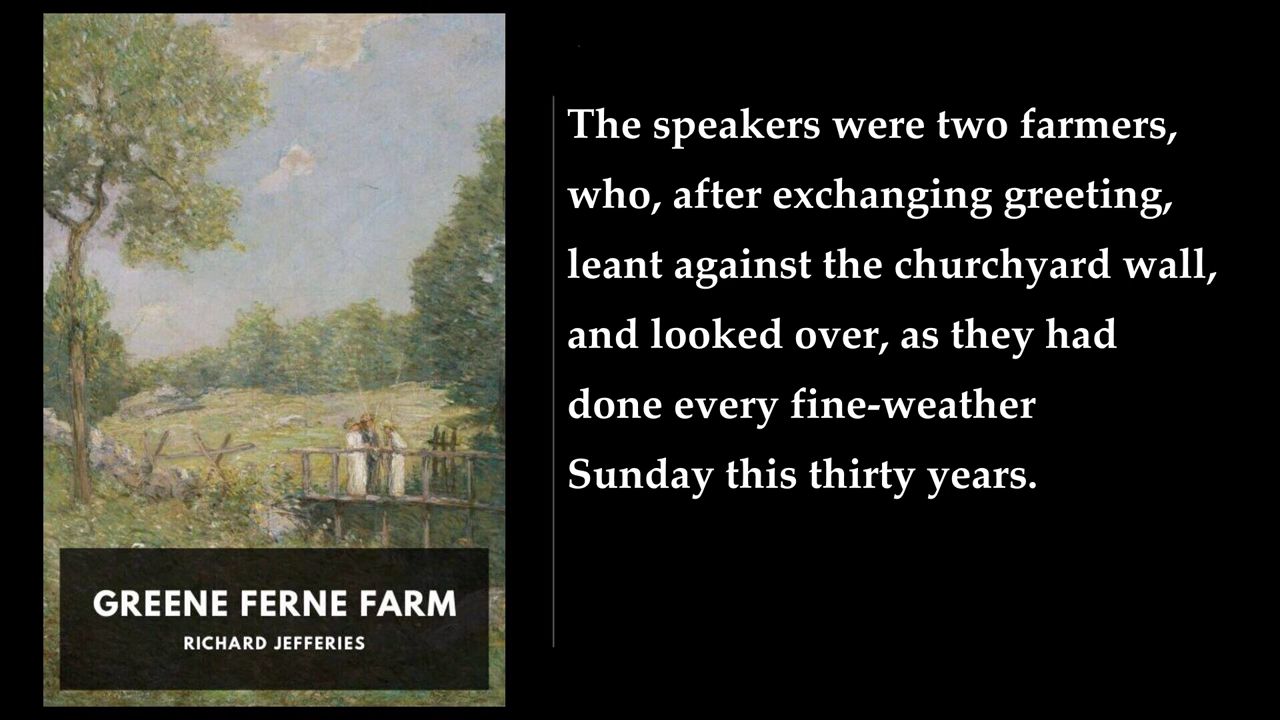 The speakers were two farmers,
who, after exchanging greeting,
leant against the churchyard wall,
and looked over, as they had
done every fine-weather
Sunday this thirty years.
GREENE FERNE FARM
RICHARD JEFFERIES